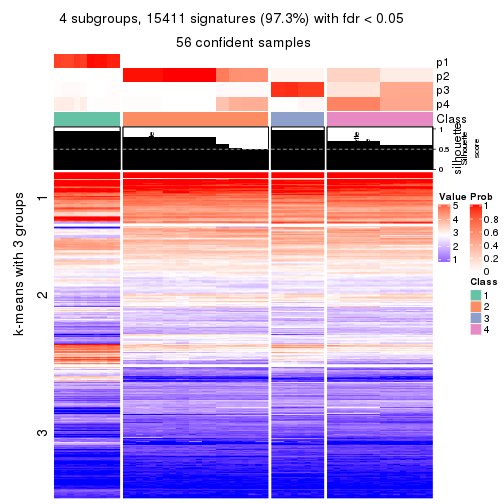 4 subgroups, 15411 signatures (97.3%) with fdr < 0.05
56 confident samples
p1
p2
p3
p4
Class
1
0.5
0
silhouette
Silhouette
score
k-means with 3 groups
1
2
3
Value
5
4
3
2
1
Prob
1
0.8
0.6
0.4
0.2
0
Class
1
2
3
4